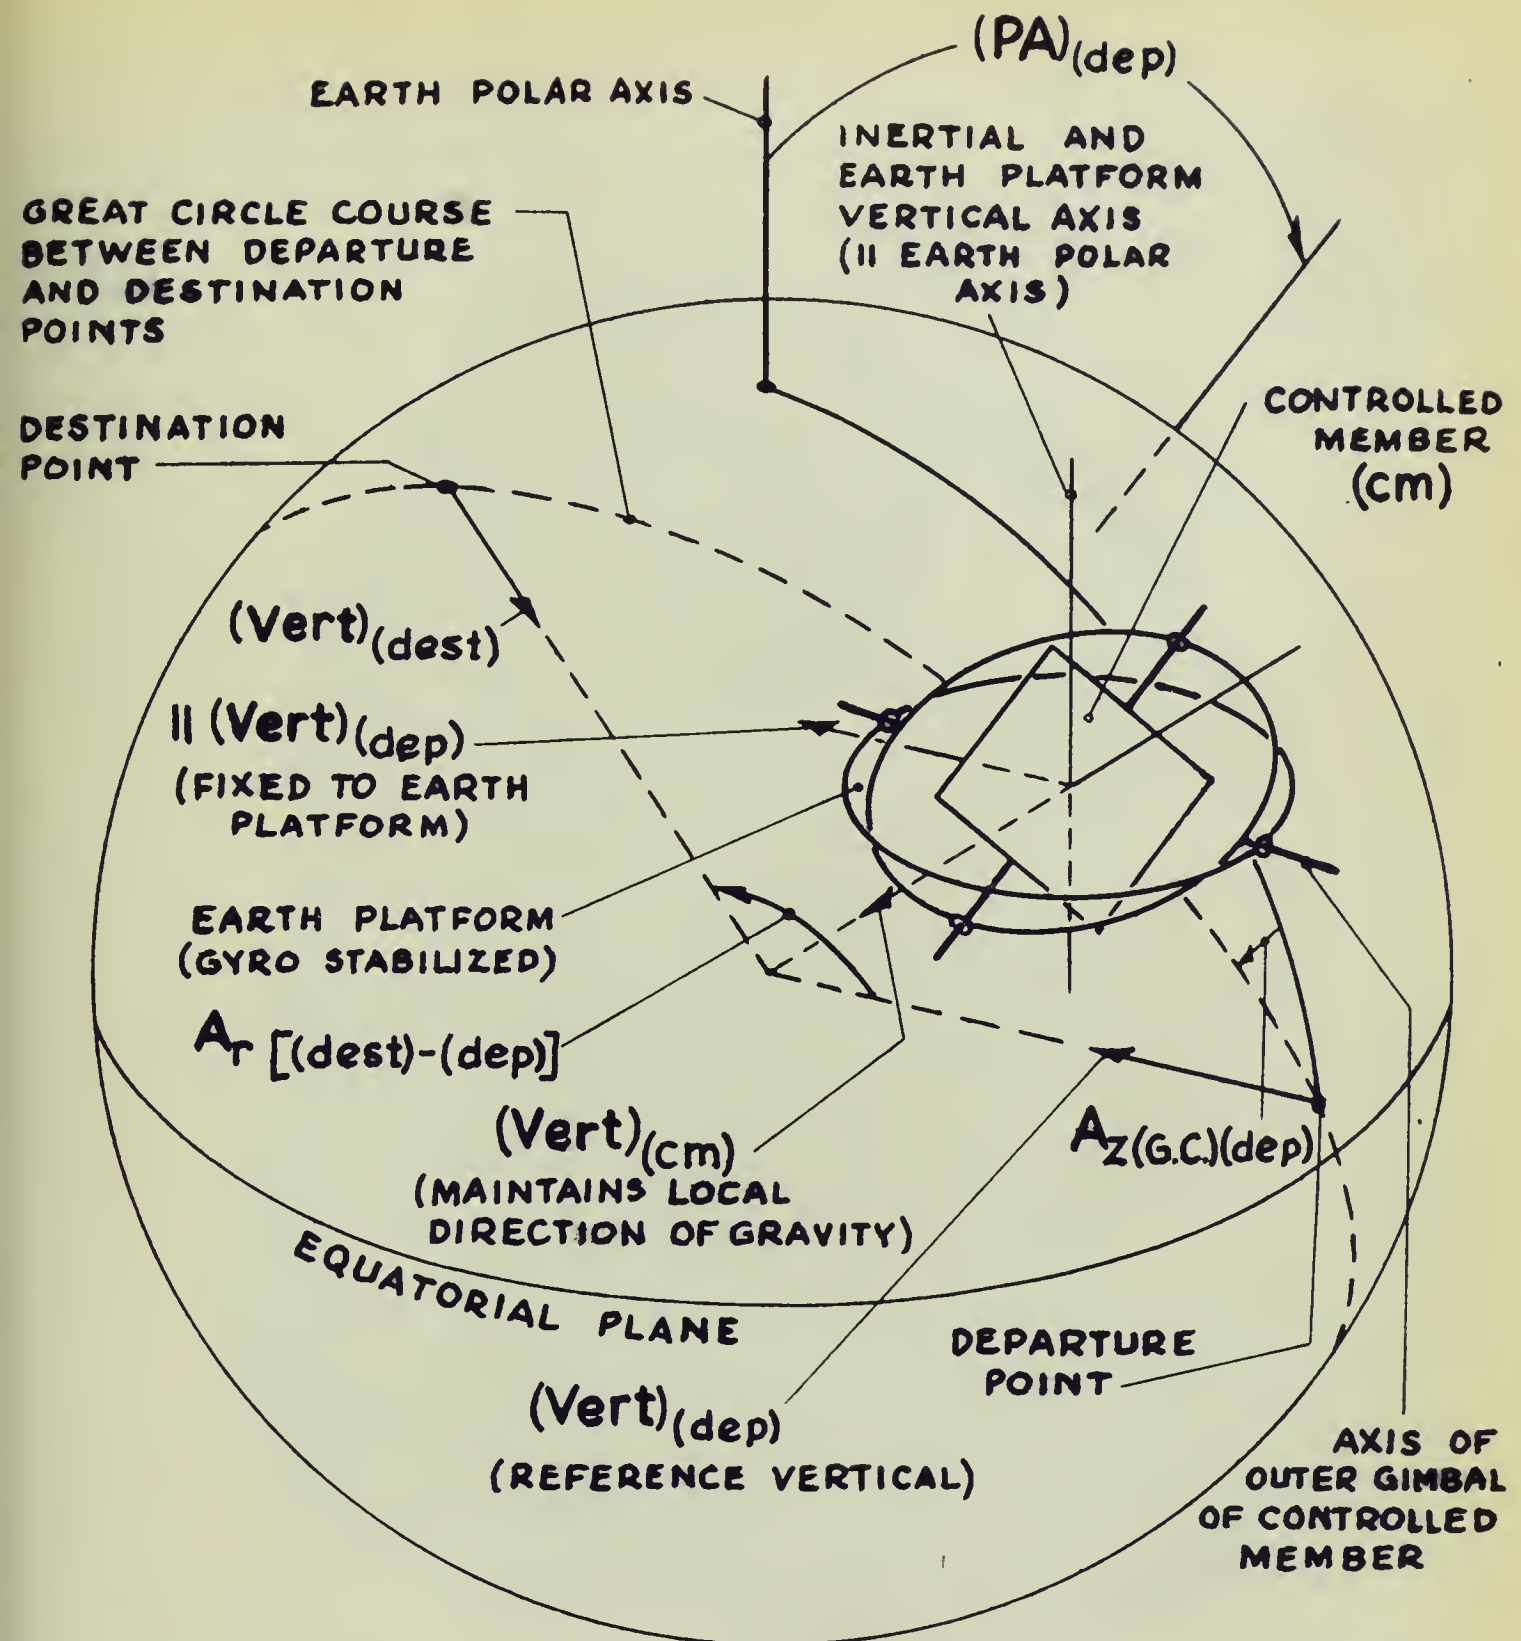 (PA)(dep)
EARTH POLAR AXIS
INERTIAL AND
EARTH PLATFORM
VERTICAL AXIS
(II EARTH POLAR
AXIS)
GREAT CIRCLE COURSE
BETWEEN DEPARTURE
AND DESTINATION
POINTS
CONTROLLED
MEMBER
(cm)
DESTINATION
POINT
(Vert)(dest)
II (Vert)(dep)
(FIXED TO EARTH
PLATFORM)
EARTH PLATFORM
(GYRO STABILIZED)
Ar [(dest)-(dep)]
(Vert)(cm)
(MAINTAINS LOCAL
DIRECTION OF GRAVITY)
AZ(G.C.)(dep)
EQUATORIAL PLANE
DEPARTURE
POINT
(Vert)(dep)
(REFERENCE VERTICAL)
AXIS OF
OUTER GIMBAL
OF CONTROLLED
MEMBER